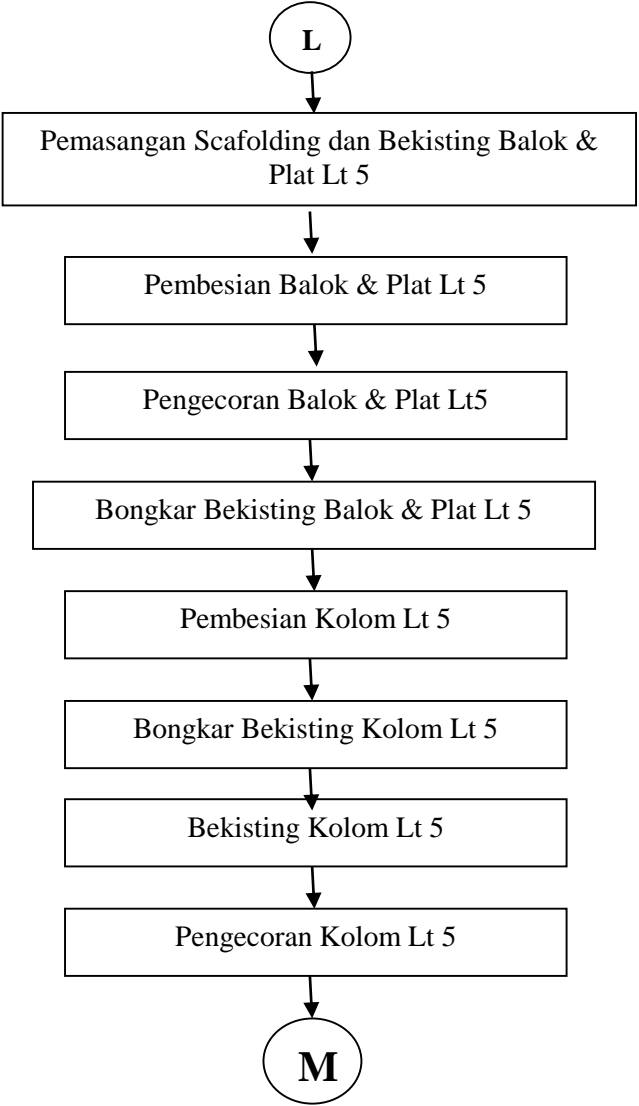 L
Pemasangan Scafolding dan Bekisting Balok &
Plat Lt 5
Pembesian Balok & Plat Lt 5
Pengecoran Balok & Plat Lt5
Bongkar Bekisting Balok & Plat Lt 5
Pembesian Kolom Lt 5
Bongkar Bekisting Kolom Lt 5
Bekisting Kolom Lt 5
Pengecoran Kolom Lt 5
M